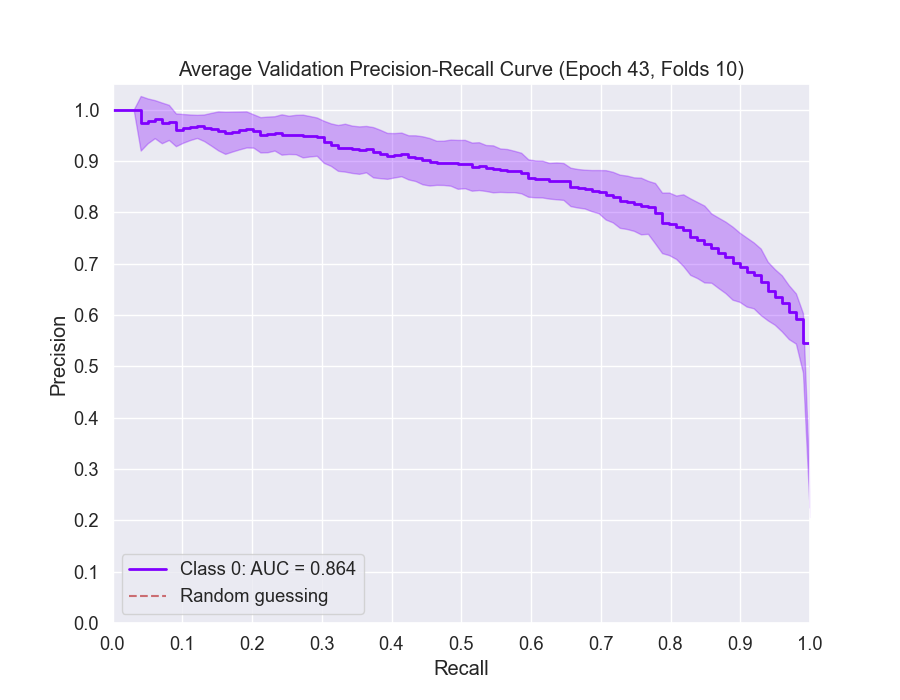 Average Validation Precision-Recall Curve (Epoch 43, Folds 10)
1.0
0.9
0.8
0.7
0.6
0.5
0.4
0.3
0.2
0.1
0.0
Precision
Class 0: AUC = 0.864
Random guessing
0.0 0.1 0.2 0.3 0.4 0.5 0.6 0.7 0.8 0.9 1.0
Recall